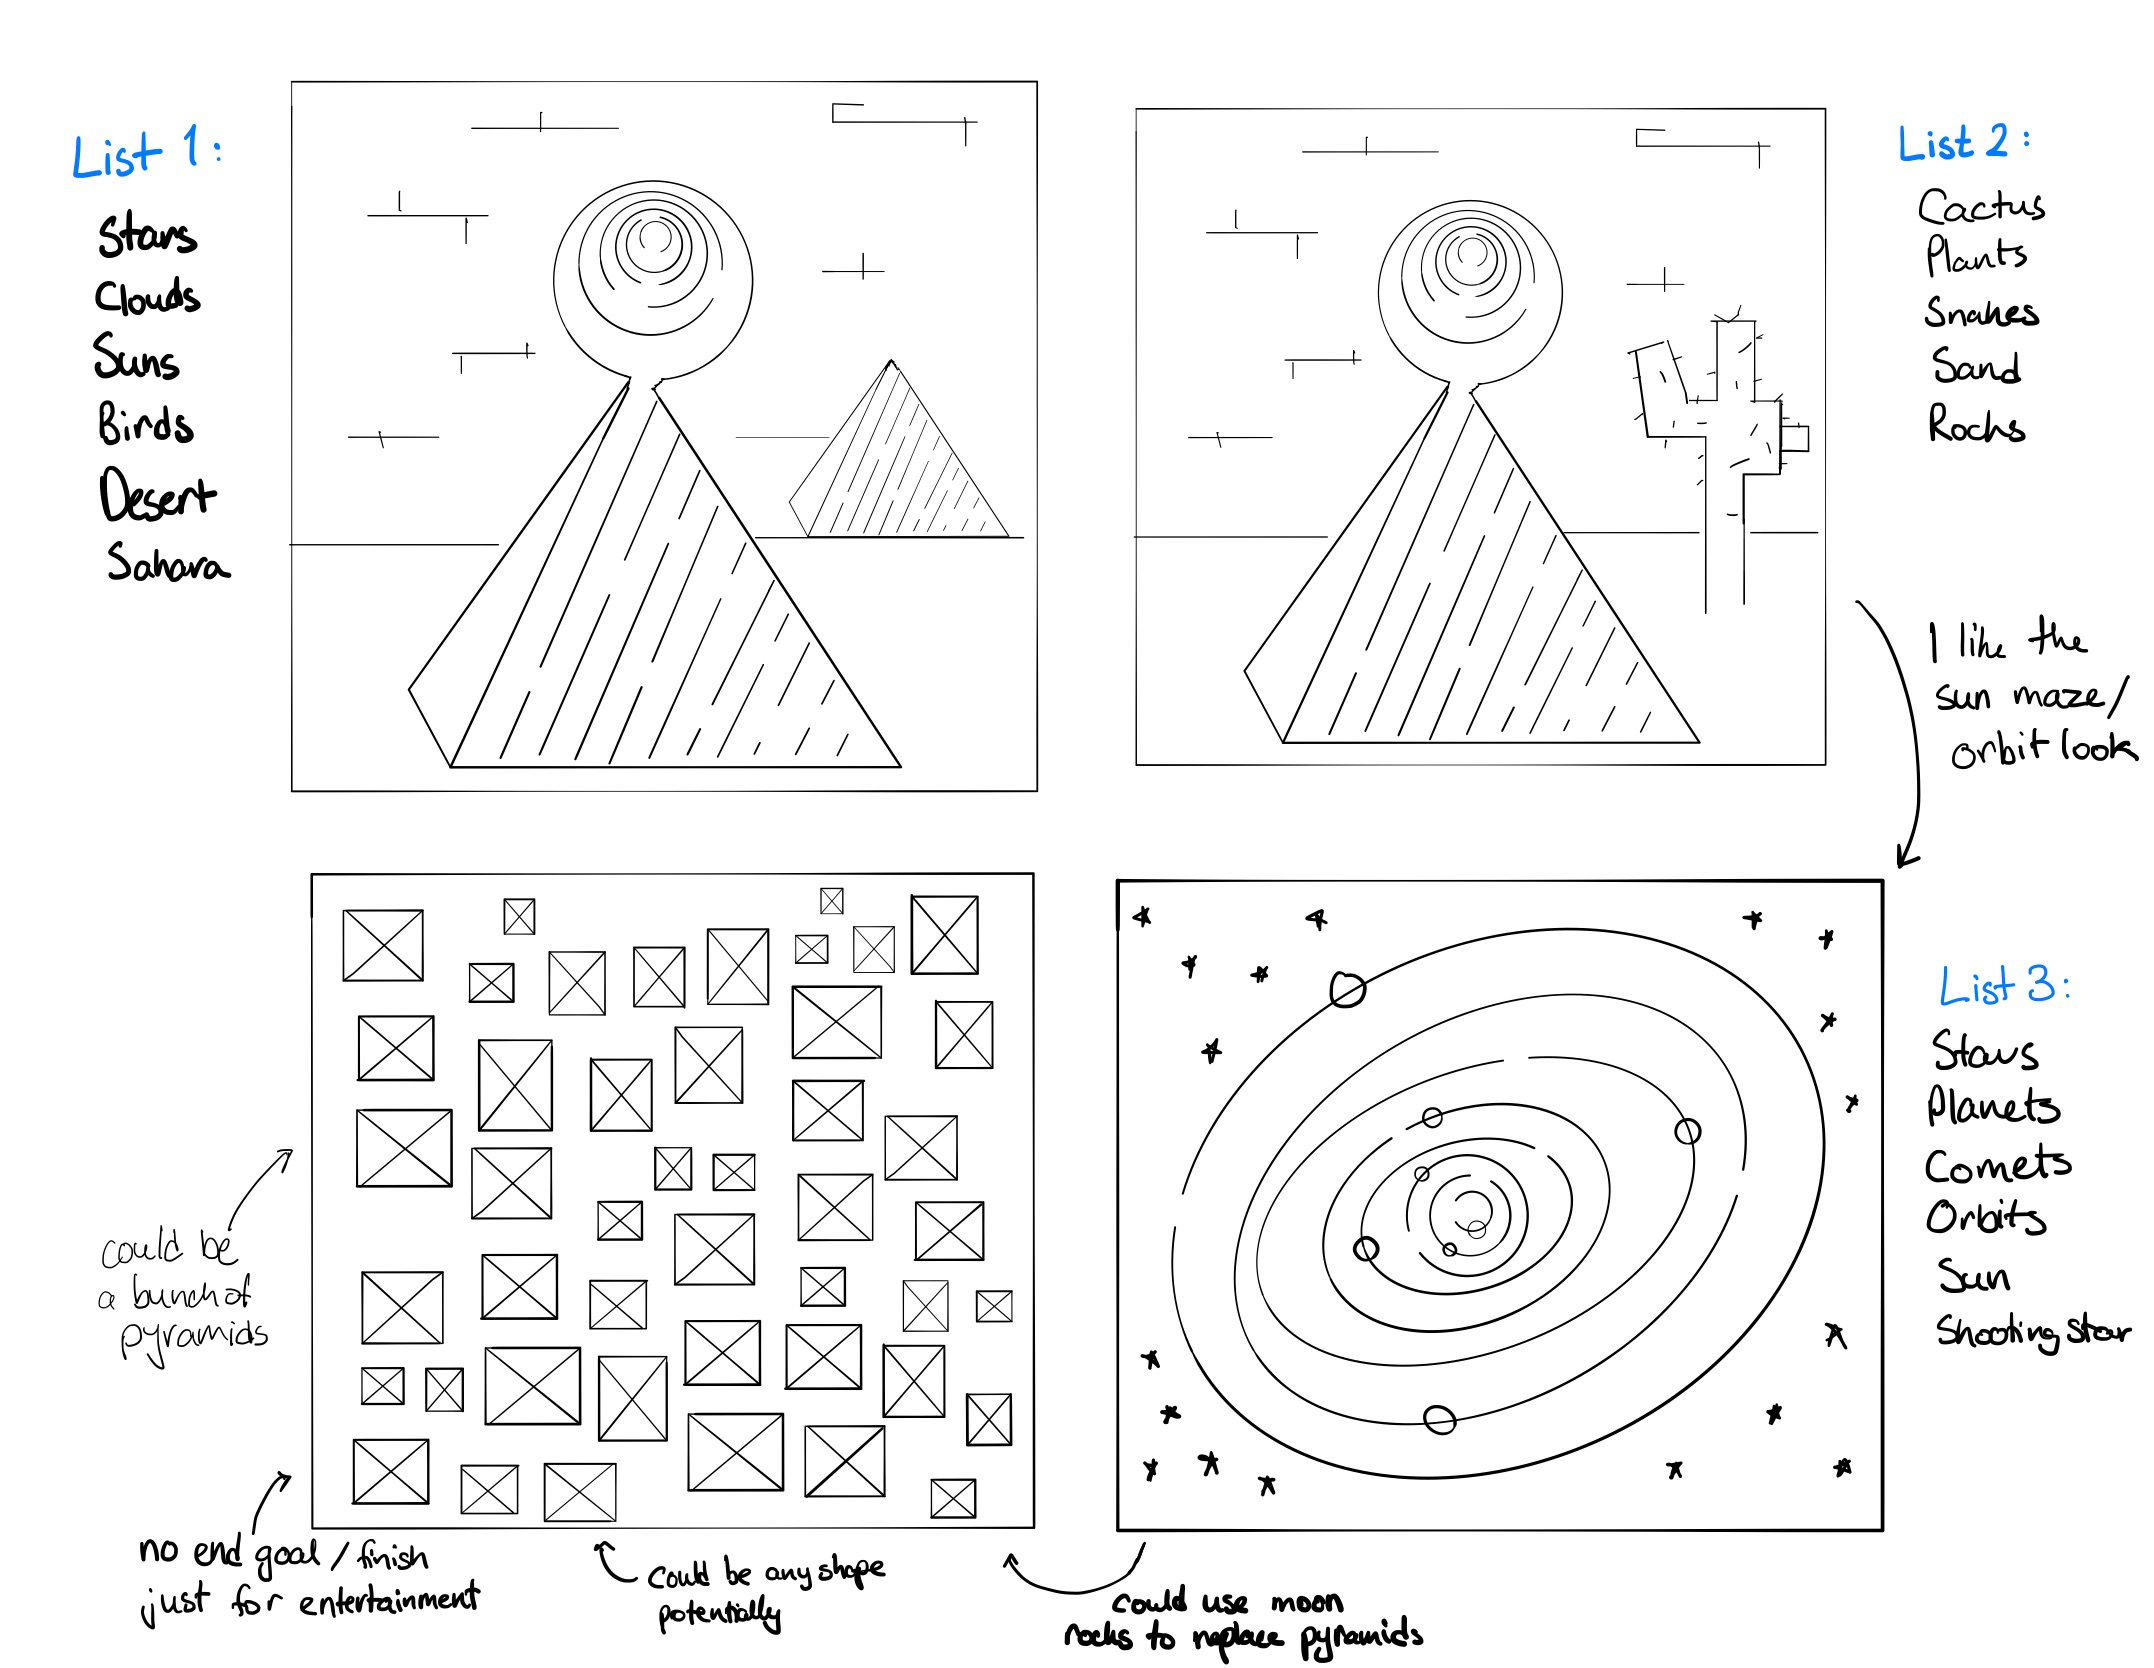 List 1:
Stars
Clouds
Suns
Birds
Desert
Sahara
List 2:
Cactus
Plants
Snakes
Sand
Rocks
I like the
sun maze/
orbit look
List 3:
Stars
Planets
Comets
Orbits
Sun
Shooting star
could be
a bunch of
pyramids
no end goal/finish
just for entertainment
could be any shape
potentially
could use moon
rocks to replace pyramids